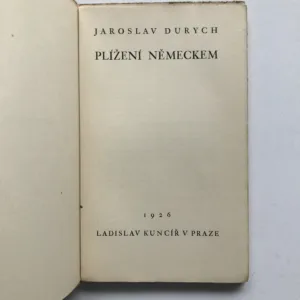 JAROSLAV DURYCH
PLÍŽENÍ NĚMECKEM
1926
LADISLAV KUNCÍŘ V PRAZE